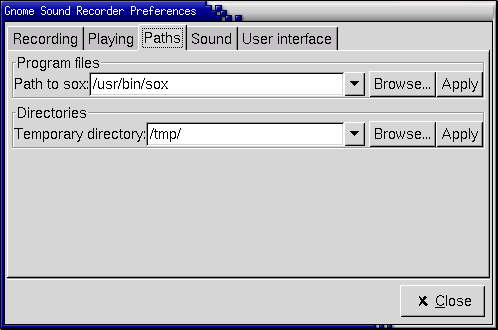 Gnome Sound Recorder Preferences
Recording Playing Paths Sound User interface
Program files
Path to sox: /usr/bin/sox Browse... Apply
Directories
Temporary directory: /tmp/ Browse... Apply
Close